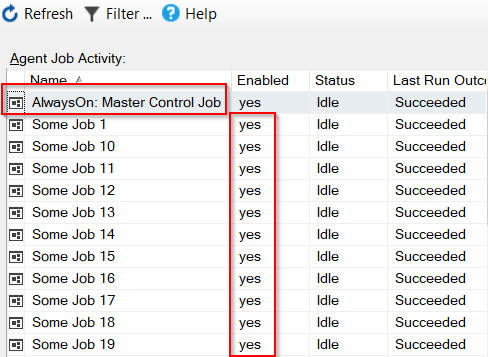 Refresh Filter ... Help
Agent Job Activity:
Name Enabled Status Last Run Outco
AlwaysOn: Master Control Job yes Idle Succeeded
Some Job 1 yes Idle Succeeded
Some Job 10 yes Idle Succeeded
Some Job 11 yes Idle Succeeded
Some Job 12 yes Idle Succeeded
Some Job 13 yes Idle Succeeded
Some Job 14 yes Idle Succeeded
Some Job 15 yes Idle Succeeded
Some Job 16 yes Idle Succeeded
Some Job 17 yes Idle Succeeded
Some Job 18 yes Idle Succeeded
Some Job 19 yes Idle Succeeded